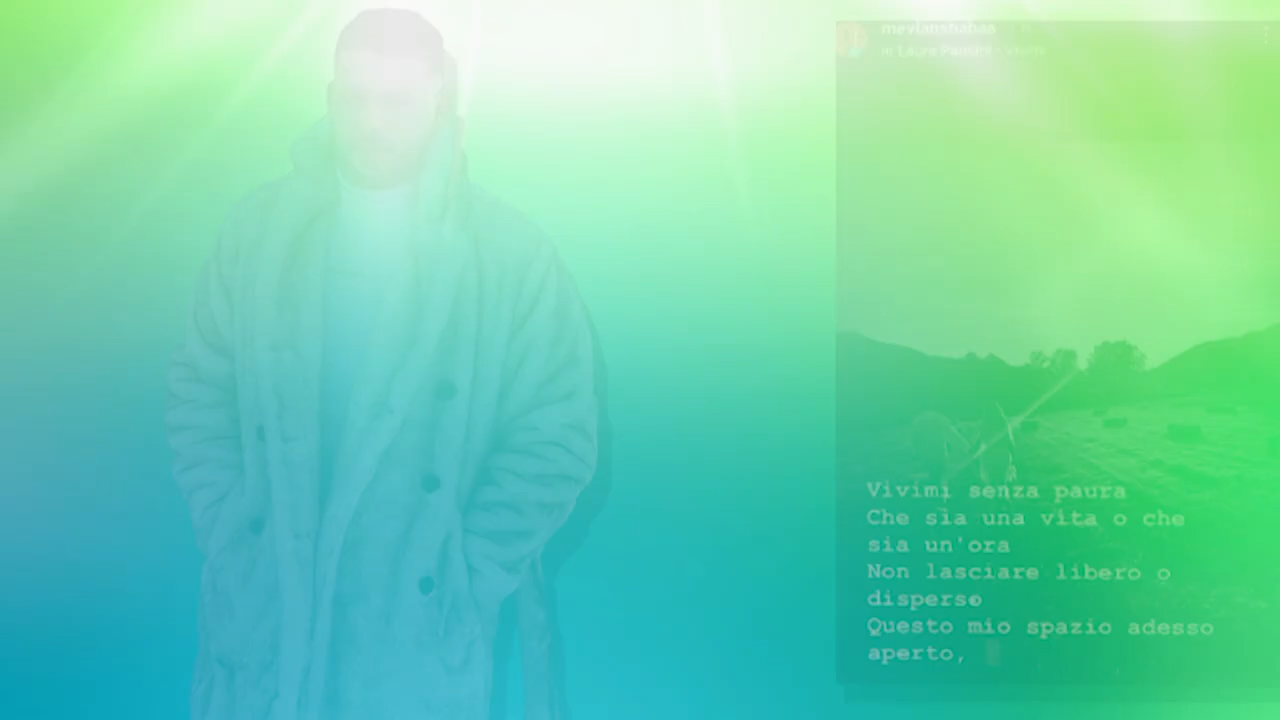 Vivimi senza paura
Che sia una vita o che
sia un'ora
Non lasciare libero o
disperso
Questo mio spazio adesso
aperto,